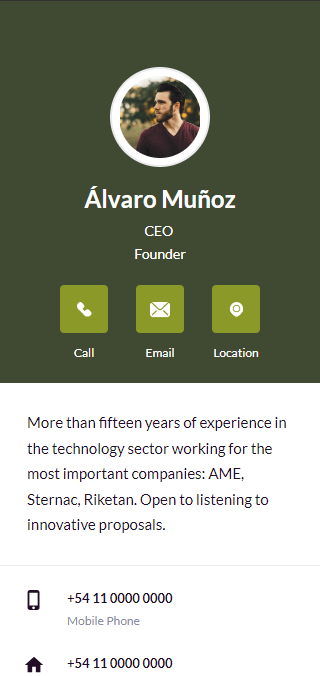 Álvaro Muñoz
CEO
Founder
Call Email Location
More than fifteen years of experience in
the technology sector working for the
most important companies: AME,
Sternac, Riketan. Open to listening to
innovative proposals.
+54 11 0000 0000
Mobile Phone
+54 11 0000 0000